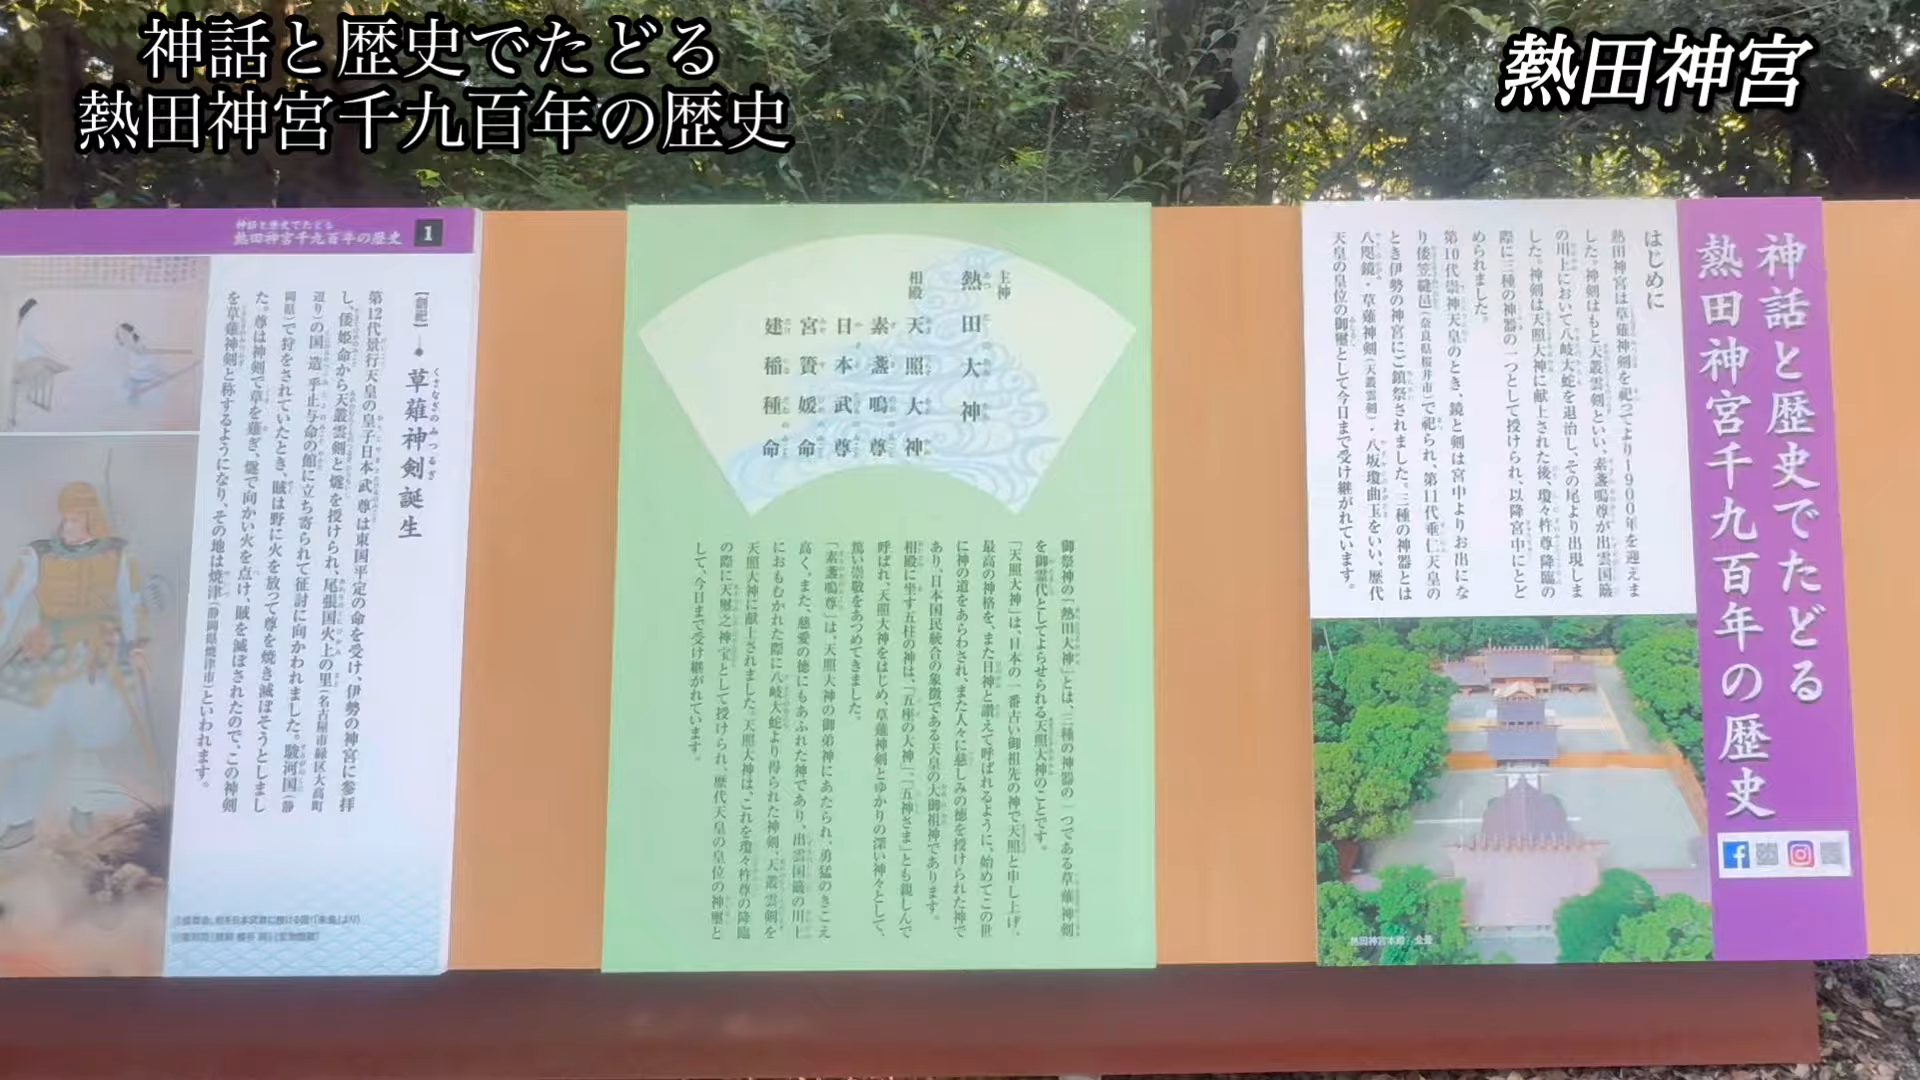 神話と歴史でたどる
熱田神宮千九百年の歴史
熱田神宮
神話と歴史でたどる
熱田神宮千九百年の歴史
はじめに
熱田神宮は草薙神剣を祀ってより1900年を迎えま
した。神剣はもと天叢雲剣といい、素盞鳴尊が出雲国簸
の川上において八岐大蛇を退治し、その尾より出現しま
した。神剣は天照大神に献上された後、瓊々杵尊降臨の
際に三種の神器の一つとして授けられ、以降宮中にとど
められました。
第10代崇神天皇のとき、鏡と剣は宮中よりお出にな
り倭笠縫邑(奈良県桜井市)で祀られ、第11代垂仁天皇の
とき伊勢の神宮にご鎮祭されました。三種の神器とは
八咫鏡・草薙神剣(天叢雲剣)・八坂瓊曲玉をいい、歴代
天皇の皇位の御璽として今日まで受け継がれています。
熱田神宮本殿 全景
主神
熱田大神
相殿
天照大神
素盞鳴尊
日本武尊
宮簀媛命
建稲種命
御祭神の「熱田大神」とは、三種の神器の一つである草薙神剣
を御霊代としてよらせられる天照大神のことです。
「天照大神」は、日本の一番古い御祖先の神で天照と申し上げ、
最高の神格を、また日神と讃えて呼ばれるように、始めてこの世
に神の道をあらわされ、また人々に慈しみの徳を授けられた神で
あり、日本国民統合の象徴である天皇の大御祖神であります。
相殿に坐す五柱の神は、「五座の大神」、「五神さま」とも親しんで
呼ばれ、天照大神をはじめ、草薙神剣とゆかりの深い神々として、
篤い崇敬をあつめてきました。
「素盞鳴尊」は、天照大神の御弟神にあたられ、勇猛のきこえ
高く、また、慈愛の徳にもあふれた神であり、出雲国簸の川上
におもむかれた際に八岐大蛇より得られた神剣、天叢雲剣を
天照大神に献上されました。天照大神は、これを瓊々杵尊の降臨
の際に天璽之神宝として授けられ、歴代天皇の皇位の神璽と
して、今日まで受け継がれています。
神話と歴史でたどる
熱田神宮千九百年の歴史
1
【創祀】
草薙神剣誕生
くさなぎのみつるぎ
第12代景行天皇の皇子日本武尊は東国平定の命を受け、伊勢の神宮に参拝
し、倭姫命から天叢雲剣と燧を授けられ、尾張国火上の里(名古屋市緑区大高町
辺り)の国造乎止与命の館に立ち寄られて征討に向かわれました。駿河国(静
岡県)で狩をされていたとき、賊は野に火を放って尊を焼き滅ぼそうとしまし
た。尊は神剣で草を薙ぎ、燧で向かい火を点け、賊を滅ぼされたので、この神剣
を草薙神剣と称するようになり、その地は焼津(静岡県焼津市)といわれます。